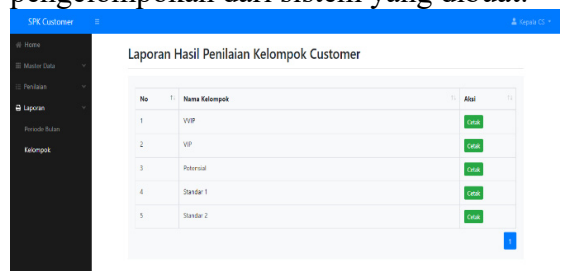 pengelompokan dari sistem yang dibuat.
SPK Customer
Kepala CS
Home
Master Data
Penilaian
Laporan
Periode Bulan
Kelompok
Laporan Hasil Penilaian Kelompok Customer
No Nama Kelompok Aksi
1 VVIP Cetak
2 VIP Cetak
3 Potensial Cetak
4 Standar 1 Cetak
5 Standar 2 Cetak
1